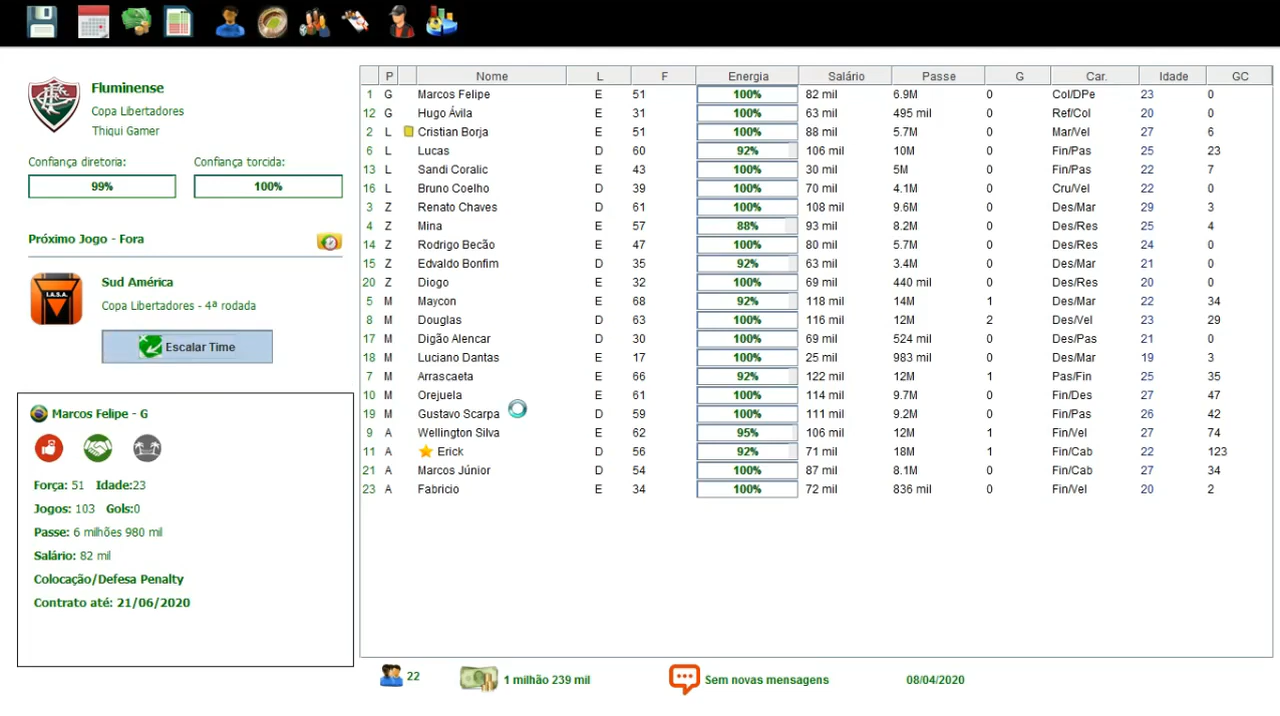 Fluminense
Copa Libertadores
Thiqui Gamer
Confiança diretoria: Confiança torcida:
99% 100%
Próximo Jogo - Fora
I.A.S.A.
Sud América
Copa Libertadores - 4ª rodada
Escalar Time
Marcos Felipe - G
Força: 51 Idade:23
Jogos: 103 Gols:0
Passe: 6 milhões 980 mil
Salário: 82 mil
Colocação/Defesa Penalty
Contrato até: 21/06/2020
P Nome L F Energia Salário Passe G Car. Idade GC
1 G Marcos Felipe E 51 100% 82 mil 6.9M 0 Col/DPe 23 0
12 G Hugo Ávila E 31 100% 63 mil 495 mil 0 Ref/Col 20 0
2 L Cristian Borja E 51 100% 88 mil 5.7M 0 Mar/Vel 27 6
6 L Lucas D 60 92% 106 mil 10M 0 Fin/Pas 25 23
13 L Sandi Coralic E 43 100% 30 mil 5M 0 Fin/Pas 22 7
16 L Bruno Coelho D 39 100% 70 mil 4.1M 0 Cru/Vel 22 0
3 Z Renato Chaves D 61 100% 108 mil 9.6M 0 Des/Mar 29 3
4 Z Mina E 57 88% 93 mil 8.2M 0 Des/Res 25 4
14 Z Rodrigo Becão E 47 100% 80 mil 5.7M 0 Des/Res 24 0
15 Z Edvaldo Bonfim D 35 92% 63 mil 3.4M 0 Des/Mar 21 0
20 Z Diogo E 32 100% 69 mil 440 mil 0 Des/Res 20 0
5 M Maycon E 68 92% 118 mil 14M 1 Des/Mar 22 34
8 M Douglas D 63 100% 116 mil 12M 2 Des/Vel 23 29
17 M Digão Alencar D 30 100% 69 mil 524 mil 0 Des/Pas 21 0
18 M Luciano Dantas E 17 100% 25 mil 983 mil 0 Des/Mar 19 3
7 M Arrascaeta E 66 92% 122 mil 12M 1 Pas/Fin 25 35
10 M Orejuela E 61 100% 114 mil 9.7M 0 Fin/Des 27 47
19 M Gustavo Scarpa D 59 100% 111 mil 9.2M 0 Fin/Pas 26 42
9 A Wellington Silva E 62 95% 106 mil 12M 1 Fin/Vel 27 74
11 A Erick D 56 92% 71 mil 18M 1 Fin/Cab 22 123
21 A Marcos Júnior D 54 100% 87 mil 8.1M 0 Fin/Cab 27 34
23 A Fabricio E 34 100% 72 mil 836 mil 0 Fin/Vel 20 2
22 1 milhão 239 mil Sem novas mensagens 08/04/2020